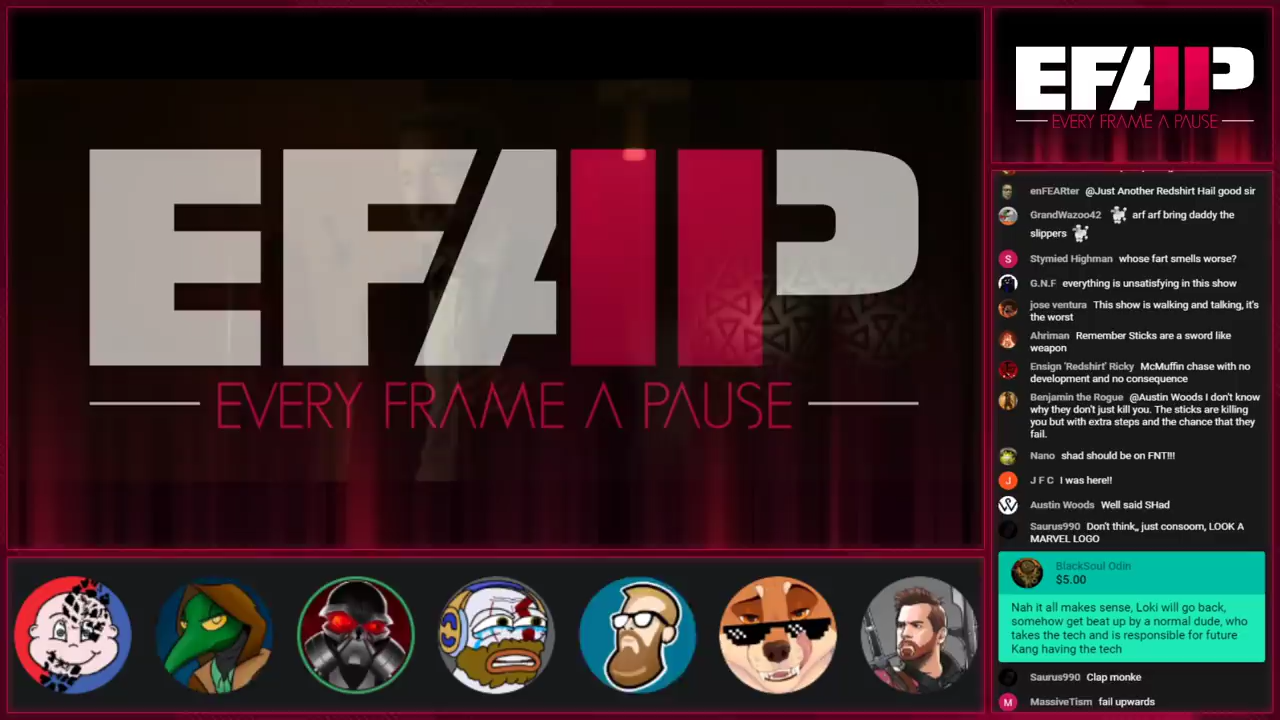 EFAP
EVERY FRAME A PAUSE
EFAP
EVERY FRAME A PAUSE
enFEARter @Just Another Redshirt Hail good sir
GrandWazoo42 arf arf bring daddy the
slippers
S
Stymied Highman whose fart smells worse?
G.N.F everything is unsatisfying in this show
jose ventura This show is walking and talking, it's
the worst
Ahriman Remember Sticks are a sword like
weapon
Ensign 'Redshirt' Ricky McMuffin chase with no
development and no consequence
Benjamin the Rogue @Austin Woods I don't know
why they don't just kill you. The sticks are killing
you but with extra steps and the chance that they
fail.
Nano shad should be on FNT!!!
J
J F C I was here!!
Austin Woods Well said SHad
Saurus990 Don't think,, just consoom, LOOK A
MARVEL LOGO
BlackSoul Odin
$5.00
Nah it all makes sense, Loki will go back,
somehow get beat up by a normal dude, who
takes the tech and is responsible for future
Kang having the tech
Saurus990 Clap monke
M
MassiveTism fail upwards